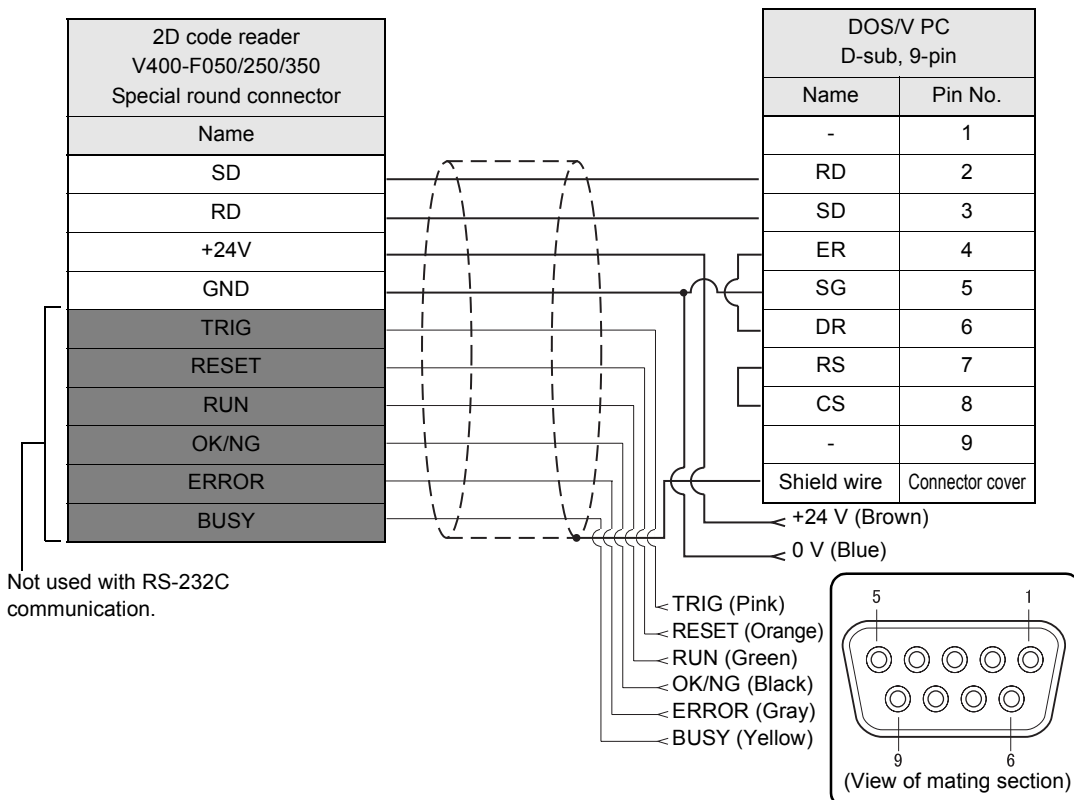 2D code reader
V400-F050/250/350
Special round connector
Name
SD
RD
+24V
GND
TRIG
RESET
RUN
OK/NG
ERROR
BUSY
Not used with RS-232C
communication.
DOS/V PC
D-sub, 9-pin
Name Pin No.
- 1
RD 2
SD 3
ER 4
SG 5
DR 6
RS 7
CS 8
- 9
Shield wire Connector cover
+24 V (Brown)
0 V (Blue)
TRIG (Pink)
RESET (Orange)
RUN (Green)
OK/NG (Black)
ERROR (Gray)
BUSY (Yellow)
5 1
9 6
(View of mating section)